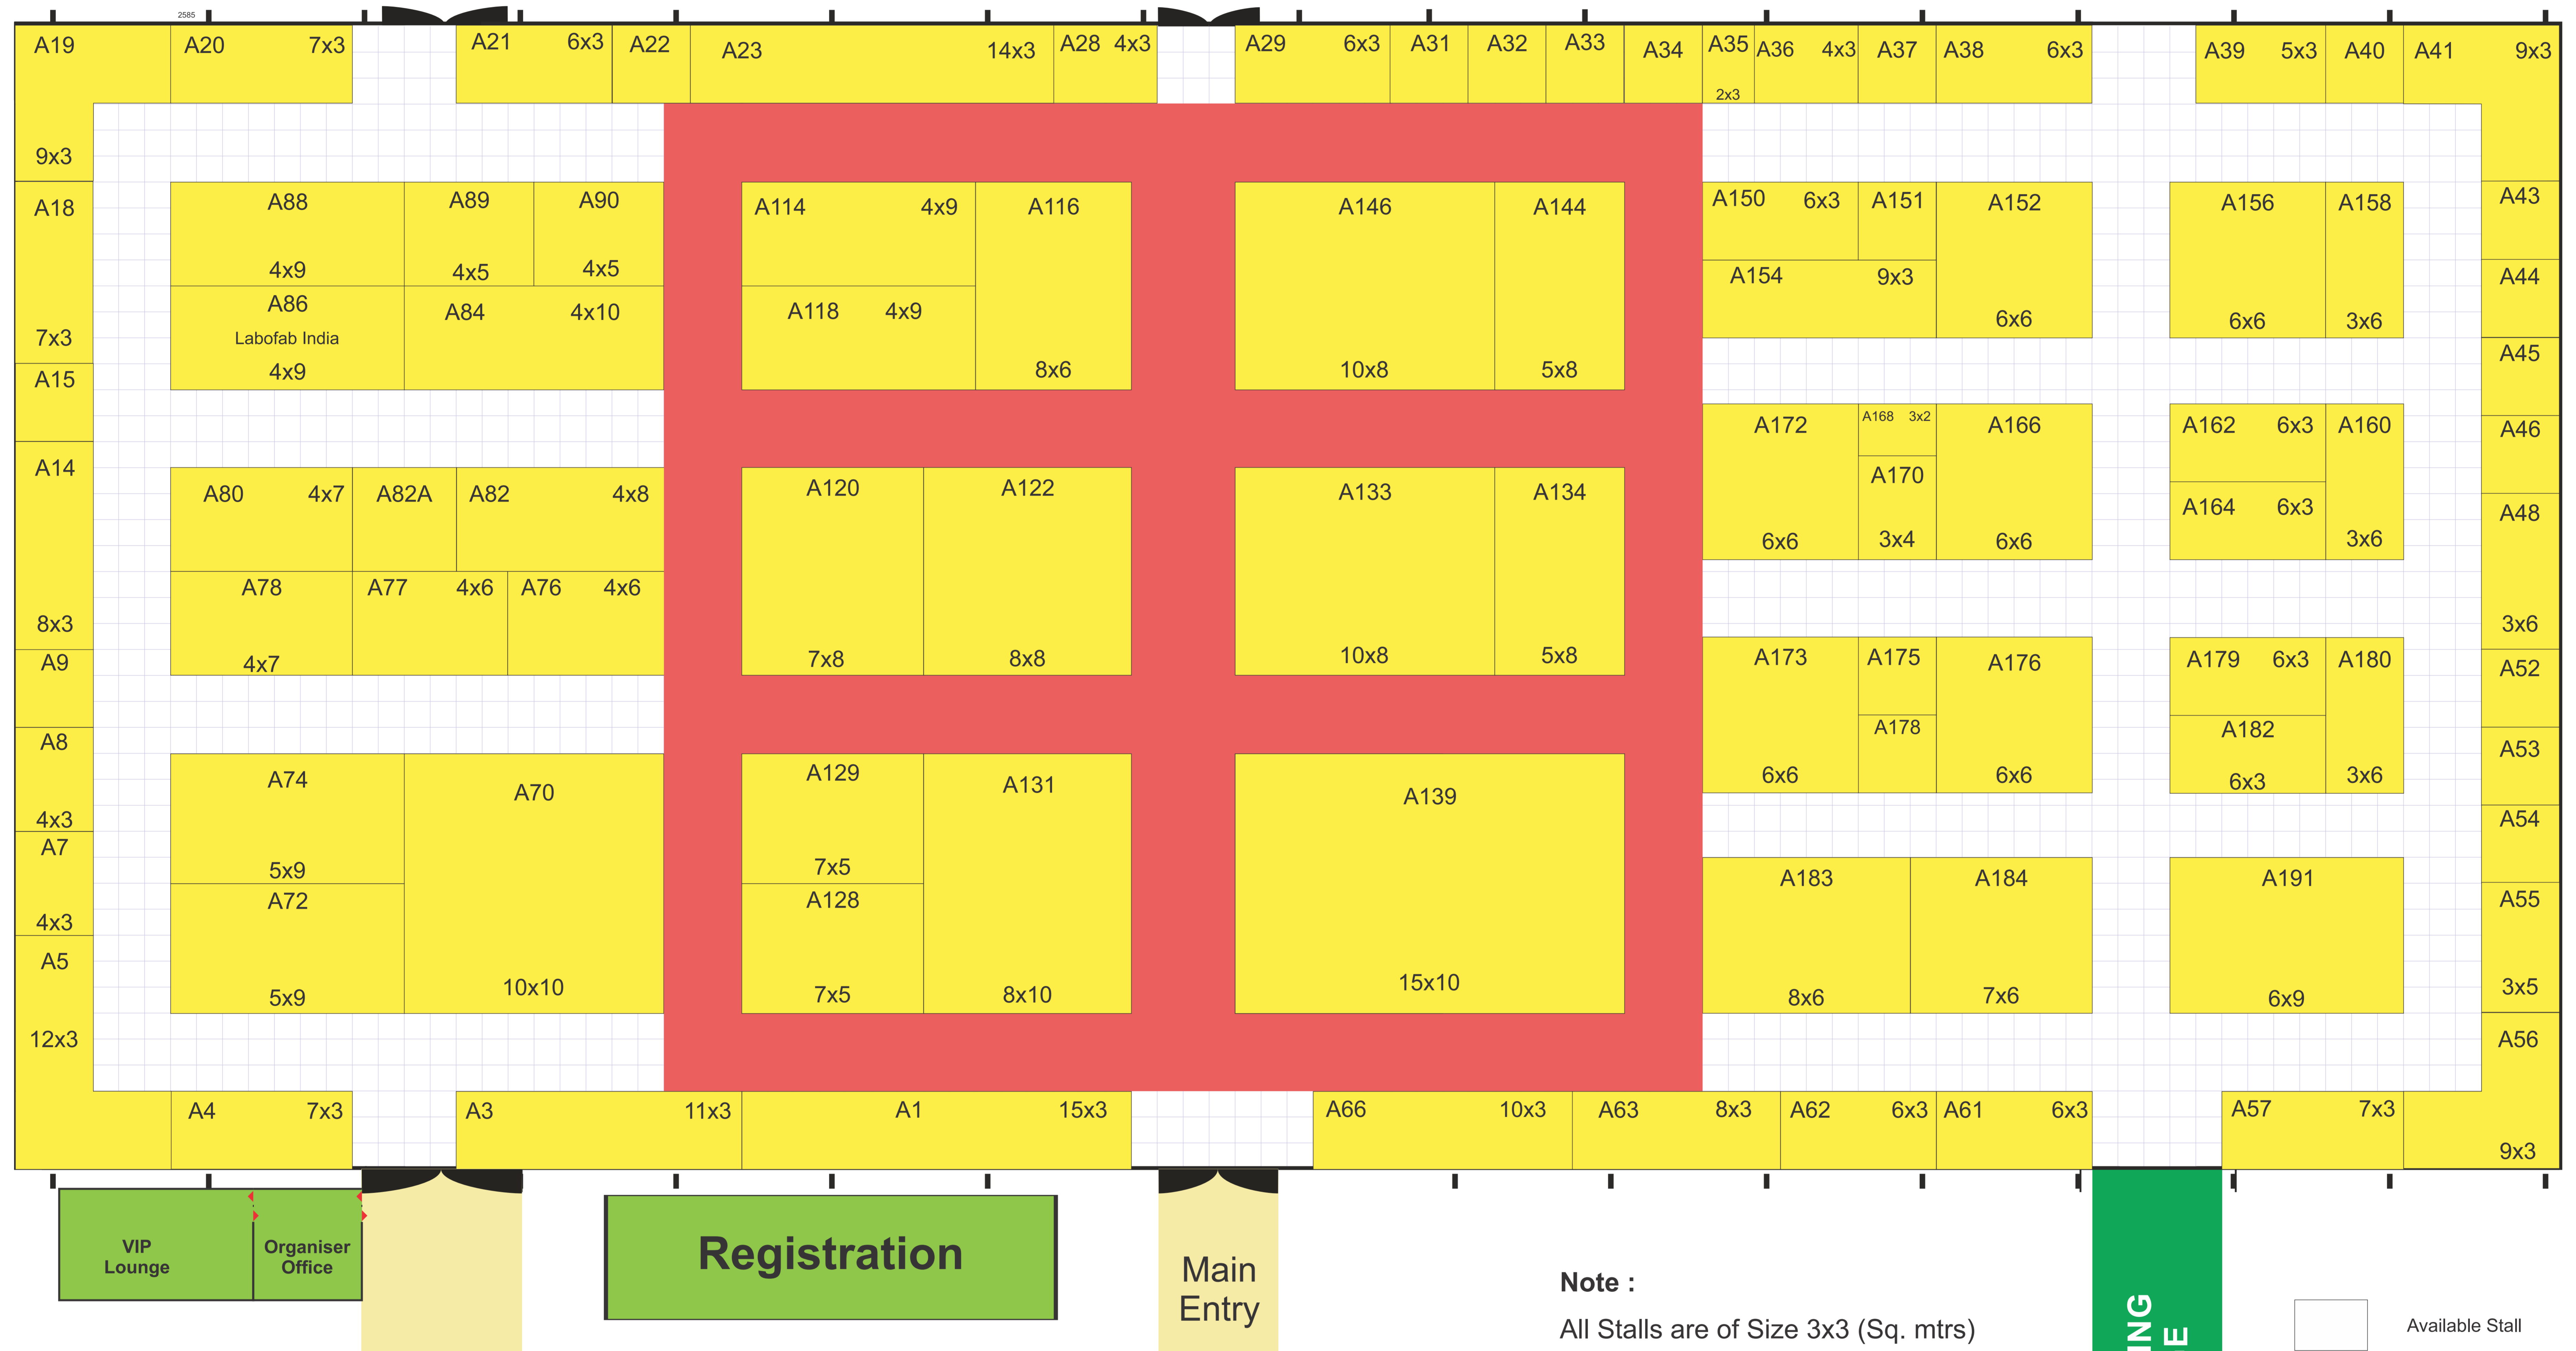 2585
A19
A20 7x3
A21 6x3
A22
A23 14x3
A28 4x3
A29 6x3
A31
A32
A33
A34
A35
2x3
A36 4x3
A37
A38 6x3
A39 5x3
A40
A41 9x3
9x3
A18
7x3
A15
A14
8x3
A9
A8
4x3
A7
4x3
A5
12x3
A88
4x9
A89
4x5
A90
4x5
A86
Labofab India
4x9
A84 4x10
A80 4x7
A82A
A82 4x8
A78
4x7
A77 4x6
A76 4x6
A74
5x9
A72
5x9
A70
10x10
A114 4x9
A116
8x6
A118 4x9
A120
7x8
A122
8x8
A129
7x5
A128
7x5
A131
8x10
A146
10x8
A144
5x8
A133
10x8
A134
5x8
A139
15x10
A150 6x3
A151
A152
6x6
A154 9x3
A156
6x6
A158
3x6
A172
6x6
A168 3x2
A170
3x4
A166
6x6
A162 6x3
A160
3x6
A164 6x3
A173
6x6
A175
A178
A176
6x6
A179 6x3
A180
3x6
A182
6x3
A183
8x6
A184
7x6
A191
6x9
A43
A44
A45
A46
A48
3x6
A52
A53
A54
A55
3x5
A56
9x3
A4 7x3
A3 11x3
A1 15x3
A66 10x3
A63 8x3
A62 6x3
A61 6x3
A57 7x3
VIP
Lounge
Organiser
Office
Registration
Main
Entry
Note :
All Stalls are of Size 3x3 (Sq. mtrs)
ING
E
Available Stall